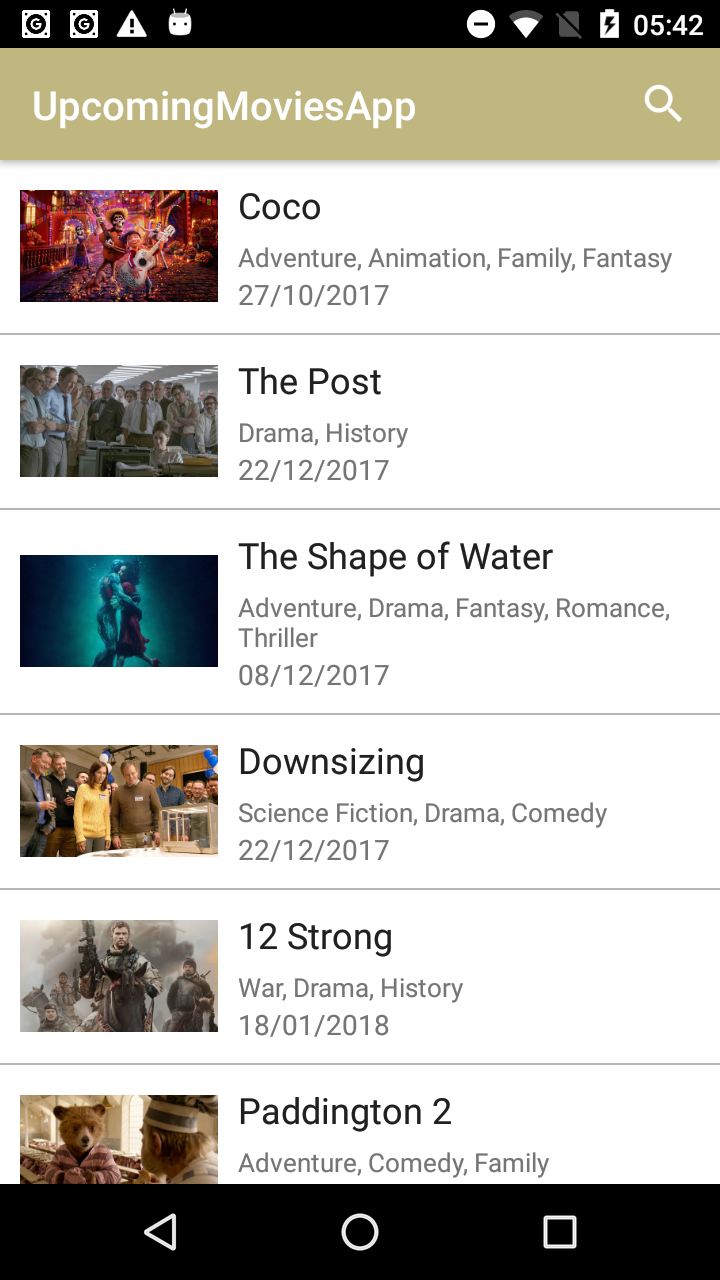 05:42
UpcomingMoviesApp
Coco
Adventure, Animation, Family, Fantasy
27/10/2017
The Post
Drama, History
22/12/2017
The Shape of Water
Adventure, Drama, Fantasy, Romance,
Thriller
08/12/2017
Downsizing
Science Fiction, Drama, Comedy
22/12/2017
12 Strong
War, Drama, History
18/01/2018
Paddington 2
Adventure, Comedy, Family